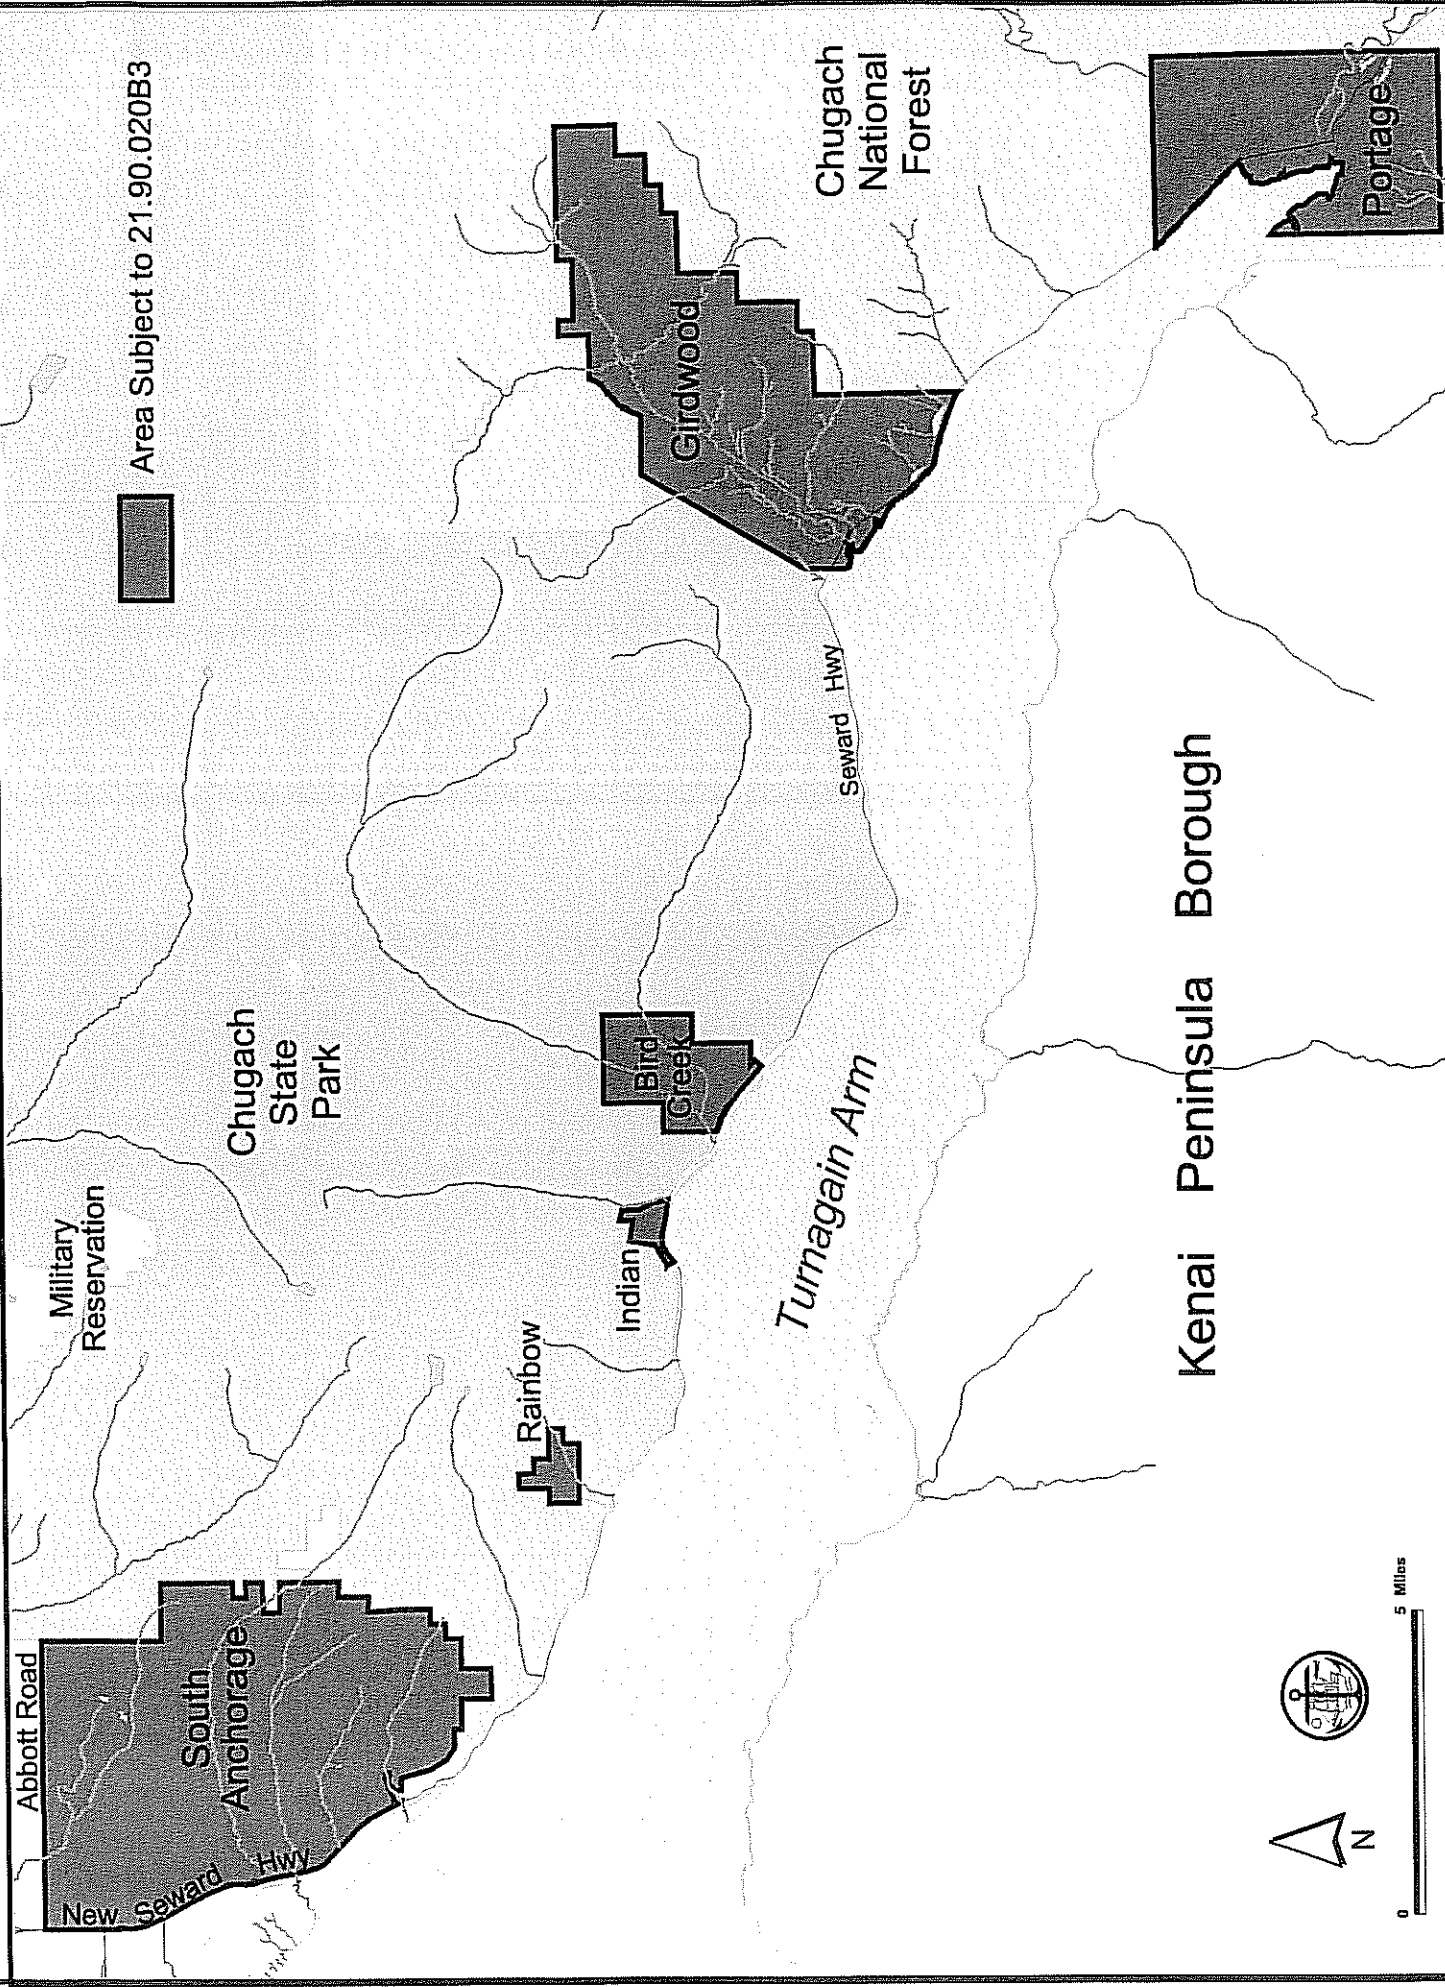 Area Subject to 21.90.020B3
Abbott Road
Military
Reservation
Chugach
State
Park
Chugach
National
Forest
New Seward Hwy
South
Anchorage
Rainbow
Indian
Bird
Creek
Girdwood
Portage
Seward Hwy
Turnagain Arm
Kenai Peninsula Borough
N
0
5 Miles